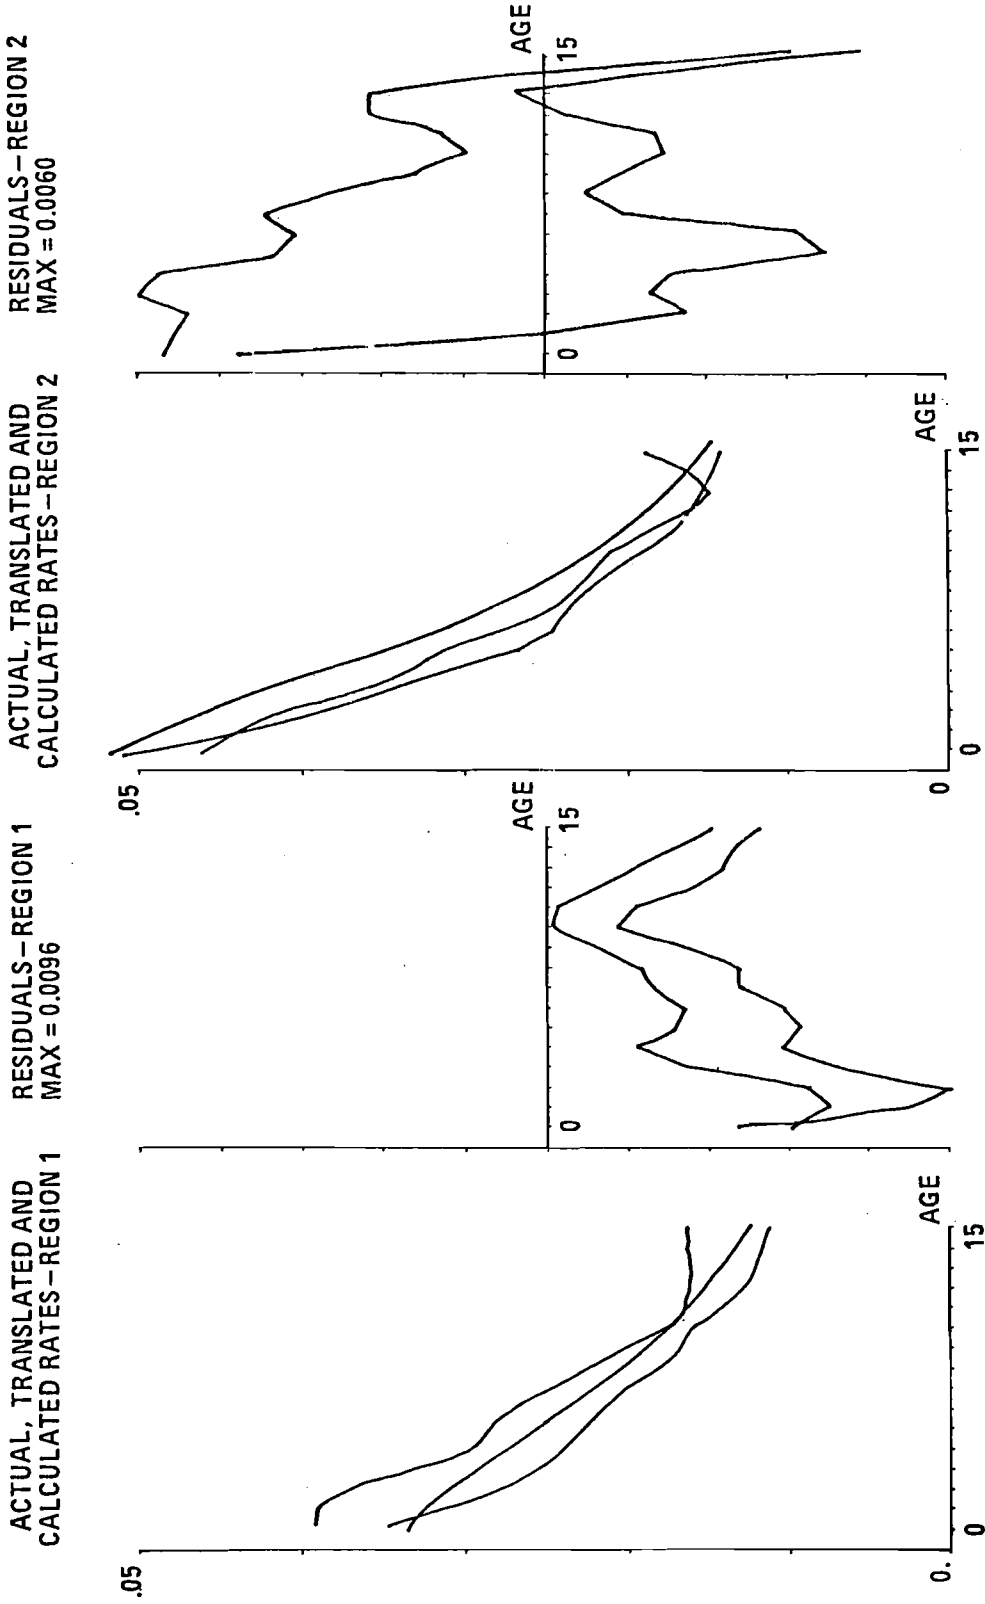 ACTUAL, TRANSLATED AND
CALCULATED RATES–REGION 1
.05
0.
0
15
AGE
RESIDUALS–REGION 1
MAX = 0.0096
0
15
AGE
ACTUAL, TRANSLATED AND
CALCULATED RATES–REGION 2
.05
0
0
15
AGE
RESIDUALS–REGION 2
MAX = 0.0060
0
15
AGE